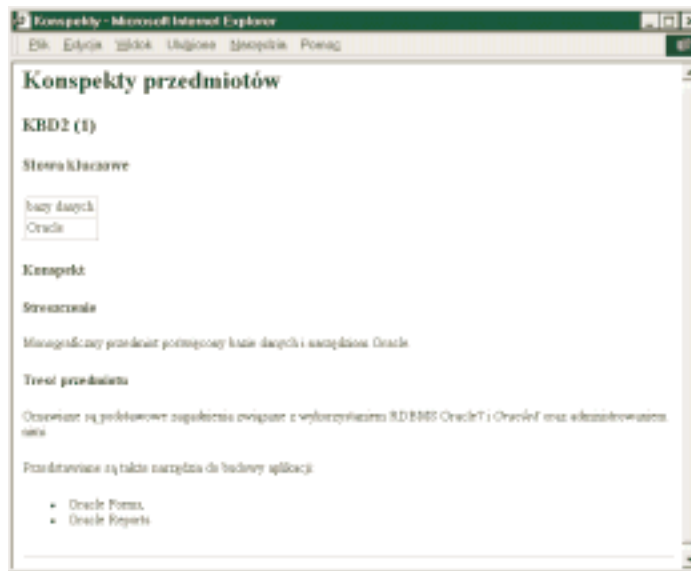 Konspekty - Microsoft Internet Explorer
Plik Edycja Widok Ulubione Narzędzia Pomoc
Konspekty przedmiotów
KBD2 (1)
Słowa kluczowe
bazy danych
Oracle
Konspekt
Streszczenie
Monograficzny przedmiot poświęcony bazie danych i narzędziom Oracle
Treść przedmiotu
Omawiane są podstawowe zagadnienia związane z wykorzystaniem RDBMS Oracle7 i Oracle8 oraz administrowaniem
nimi
Przedstawiane są także narzędzia do budowy aplikacji:
Oracle Forms,
Oracle Reports